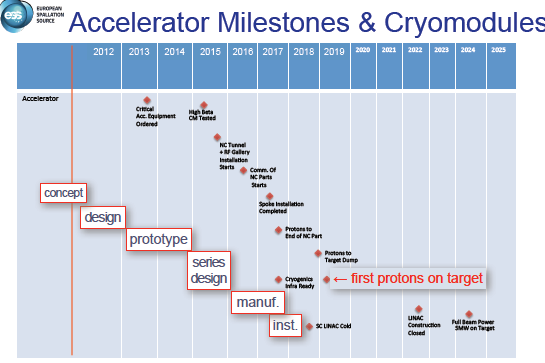 ess
EUROPEAN
SPALLATION
SOURCE
Accelerator Milestones & Cryomodules
2012 2013 2014 2015 2016 2017 2018 2019 2020 2021 2022 2023 2024 2025
Accelerator
Critical
Acc. Equipment
Ordered
High Beta
CM Tested
NC Tunnel
+ RF Gallery
Installation
Starts
Comm. Of
NC Parts
Starts
concept
Spoke Installation
Completed
design
prototype
Protons to
End of NC Part
series
design
Protons to
Target Dump
Cryogenics
Infra Ready
← first protons on target
manuf.
inst.
SC LINAC Cold
LINAC
Construction
Closed
Full Beam Power
5MW on Target